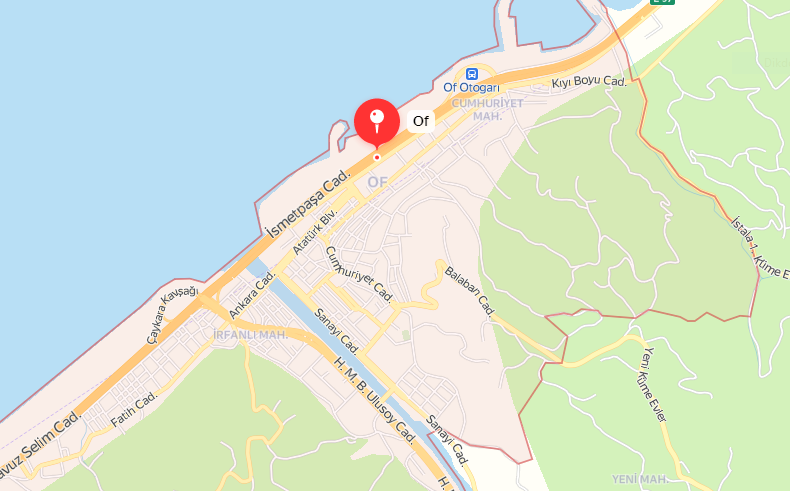 Kıyı Boyu Cad.
Of Otogarı
CUMHURİYET
MAH.
Of
OF
İsmetpaşa Cad.
Atatürk Blv.
Cumhuriyet Cad.
Balaban Cad.
İstala 1. Küme E
Çaykara Kavşağı
Ankara Cad.
Sanayi Cad.
İRFANLI MAH.
H. M. B. Ulusoy Cad.
Yeni Küme Evler
Fatih Cad.
avuz Selim Cad.
Sanayi Cad.
H. M.
YENİ MAH.